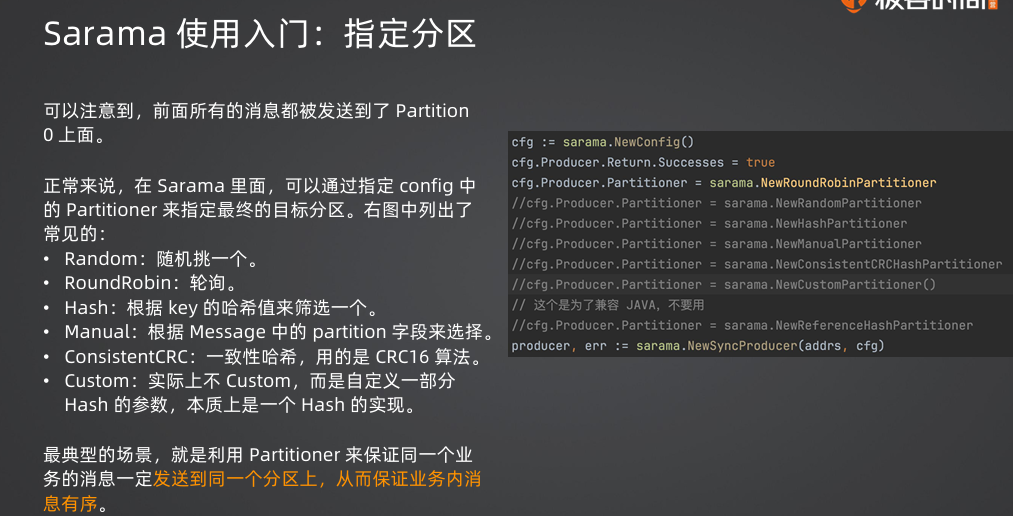 Sarama 使用入门：指定分区
可以注意到，前面所有的消息都被发送到了 Partition
0 上面。
正常来说，在 Sarama 里面，可以通过指定 config 中
的 Partitioner 来指定最终的目标分区。右图中列出了
常见的：
• Random：随机挑一个。
• RoundRobin：轮询。
• Hash：根据 key 的哈希值来筛选一个。
• Manual：根据 Message 中的 partition 字段来选择。
• ConsistentCRC：一致性哈希，用的是 CRC16 算法。
• Custom：实际上不 Custom，而是自定义一部分
Hash 的参数，本质上是一个 Hash 的实现。
最典型的场景，就是利用 Partitioner 来保证同一个业
务的消息一定发送到同一个分区上，从而保证业务内消
息有序。
cfg := sarama.NewConfig()
cfg.Producer.Return.Successes = true
cfg.Producer.Partitioner = sarama.NewRoundRobinPartitioner
//cfg.Producer.Partitioner = sarama.NewRandomPartitioner
//cfg.Producer.Partitioner = sarama.NewHashPartitioner
//cfg.Producer.Partitioner = sarama.NewManualPartitioner
//cfg.Producer.Partitioner = sarama.NewConsistentCRCHashPartitioner
//cfg.Producer.Partitioner = sarama.NewCustomPartitioner()
// 这个是为了兼容 JAVA，不要用
//cfg.Producer.Partitioner = sarama.NewReferenceHashPartitioner
producer, err := sarama.NewSyncProducer(addrs, cfg)